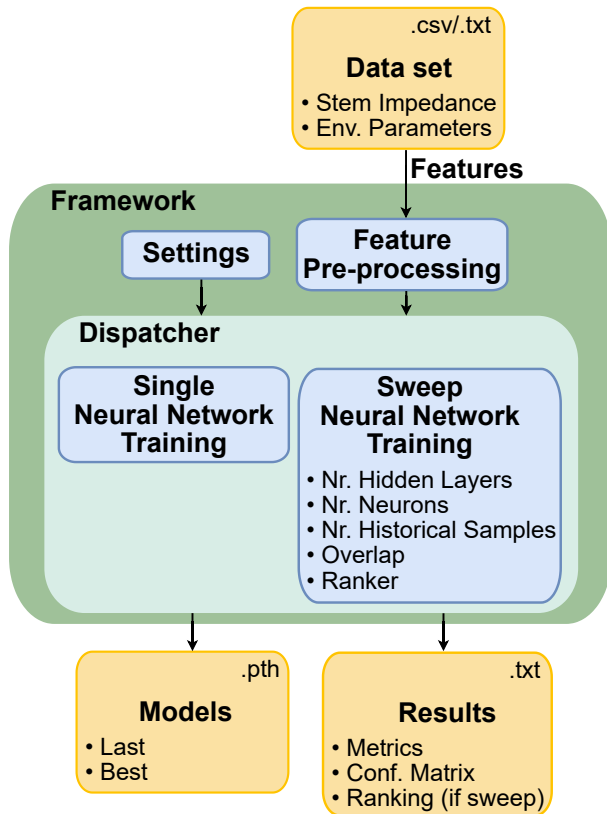 .csv/.txt
Data set
• Stem Impedance
• Env. Parameters
Features
Framework
Settings
Feature
Pre-processing
Dispatcher
Single
Neural Network
Training
Sweep
Neural Network
Training
• Nr. Hidden Layers
• Nr. Neurons
• Nr. Historical Samples
• Overlap
• Ranker
.pth
Models
• Last
• Best
.txt
Results
• Metrics
• Conf. Matrix
• Ranking (if sweep)